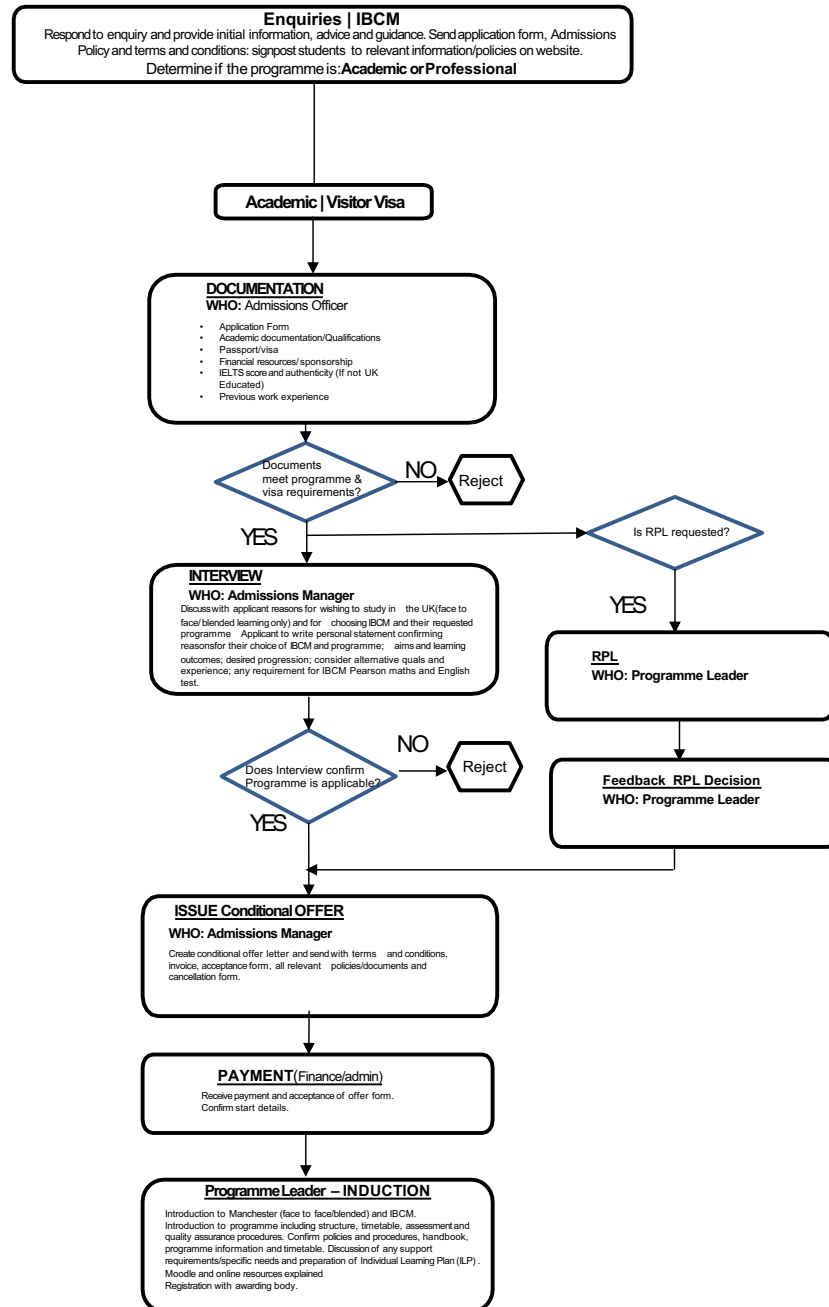 Enquiries | IBCM
Respond to enquiry and provide initial information, advice and guidance. Send application form, Admissions
Policy and terms and conditions: signpost students to relevant information/policies on website.
Determine if the programme is:Academic or Professional
Academic | Visitor Visa
DOCUMENTATION
WHO: Admissions Officer
• Application Form
• Academic documentation/Qualifications
• Passport/visa
• Financial resources/ sponsorship
• IELTS score and authenticity (If not UK
Educated)
• Previous work experience
Documents
meet programme &
visa requirements?
NO
Reject
YES
Is RPL requested?
INTERVIEW
WHO: Admissions Manager
Discuss with applicant reasons for wishing to study in the UK(face to
face/ blended learning only) and for choosing IBCM and their requested
programme Applicant to write personal statement confirming
reasonsfor their choice of IBCM and programme; aims and learning
outcomes; desired progression; consider alternative quals and
experience; any requirement for IBCM Pearson maths and English
test.
YES
RPL
WHO: Programme Leader
Does Interview confirm
Programme is applicable?
NO
Reject
YES
Feedback RPL Decision
WHO: Programme Leader
ISSUE Conditional OFFER
WHO: Admissions Manager
Create conditional offer letter and send with terms and conditions,
invoice, acceptance form, all relevant policies/documents and
cancellation form.
PAYMENT(Finance/admin)
Receive payment and acceptance of offer form.
Confirm start details.
Programme Leader – INDUCTION
Introduction to Manchester (face to face/blended) and IBCM.
Introduction to programme including structure, timetable, assessment and
quality assurance procedures. Confirm policies and procedures, handbook,
programme information and timetable. Discussion of any support
requirements/specific needs and preparation of Individual Learning Plan (ILP) .
Moodle and online resources explained
Registration with awarding body.